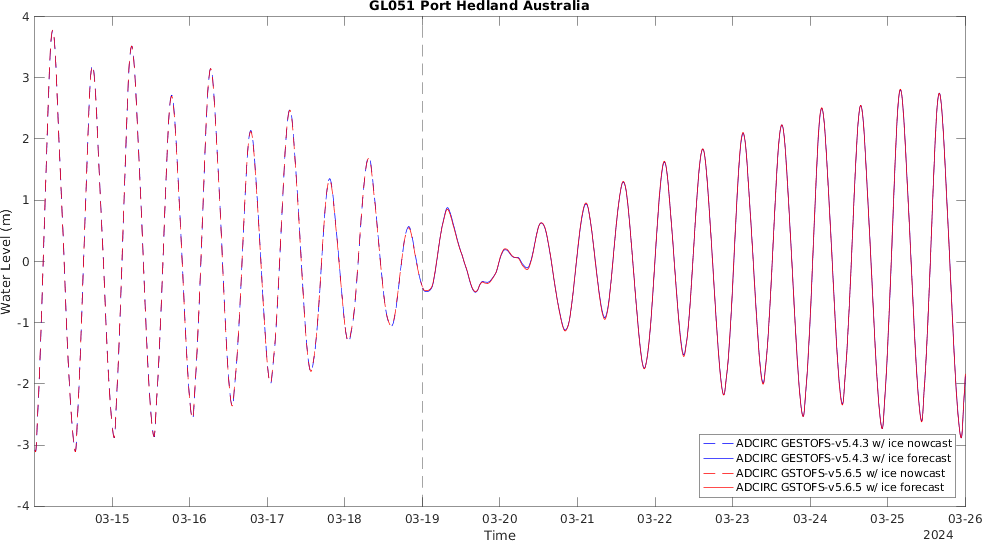 GL051 Port Hedland Australia
4
3
2
1
0
-1
-2
-3
-4
Water Level (m)
ADCIRC GESTOFS-v5.4.3 w/ ice nowcast
ADCIRC GESTOFS-v5.4.3 w/ ice forecast
ADCIRC GSTOFS-v5.6.5 w/ ice nowcast
ADCIRC GSTOFS-v5.6.5 w/ ice forecast
03-15 03-16 03-17 03-18 03-19 03-20 03-21 03-22 03-23 03-24 03-25 03-26
Time
2024